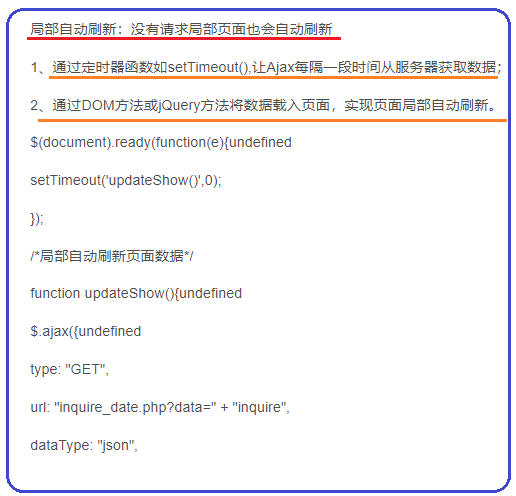 局部自动刷新：没有请求局部页面也会自动刷新
1、通过定时器函数如setTimeout(),让Ajax每隔一段时间从服务器获取数据；
2、通过DOM方法或jQuery方法将数据载入页面，实现页面局部自动刷新。
$(document).ready(function(e){undefined
setTimeout('updateShow()',0);
});
/*局部自动刷新页面数据*/
function updateShow(){undefined
$.ajax({undefined
type: "GET",
url: "inquire_date.php?data=" + "inquire",
dataType: "json",